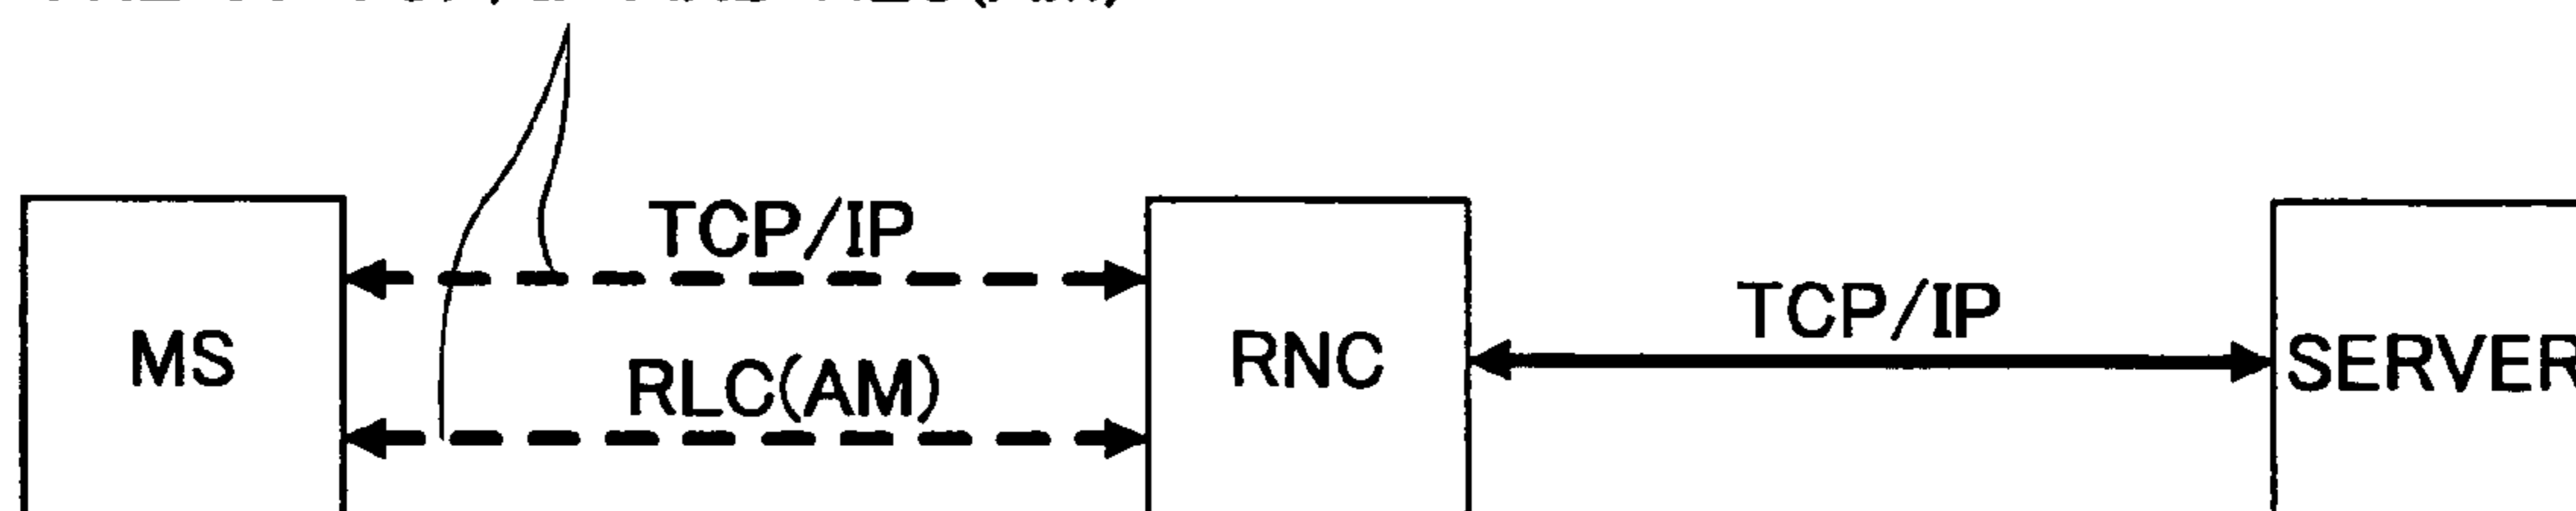 TCP/IP
TCP/IP
MS
RNC
SERVER
RLC(AM)